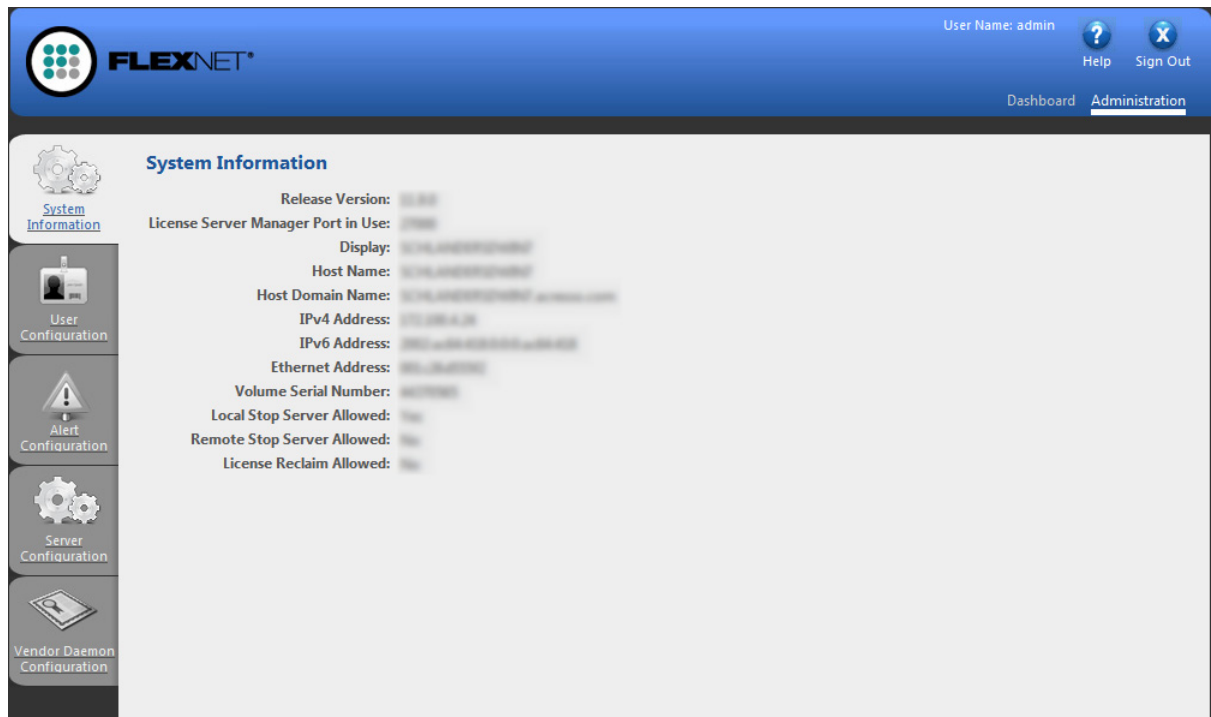 User Name: admin
FLEXNET®
Help
Sign Out
Dashboard
Administration
System
Information
System Information
Release Version:
License Server Manager Port in Use:
Display:
Host Name:
Host Domain Name:
IPv4 Address:
IPv6 Address:
Ethernet Address:
Volume Serial Number:
Local Stop Server Allowed:
Remote Stop Server Allowed:
License Reclaim Allowed:
User
Configuration
Alert
Configuration
Server
Configuration
Vendor Daemon
Configuration